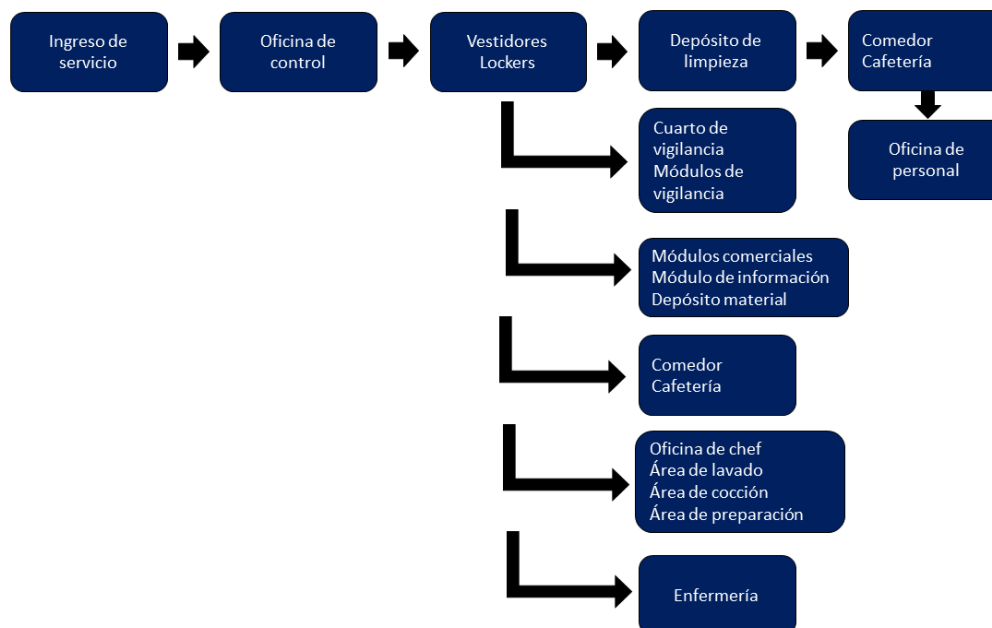 Ingreso de
servicio
Oficina de
control
Vestidores
Lockers
Depósito de
limpieza
Comedor
Cafetería
Cuarto de
vigilancia
Módulos de
vigilancia
Oficina de
personal
Módulos comerciales
Módulo de información
Depósito material
Comedor
Cafetería
Oficina de chef
Área de lavado
Área de cocción
Área de preparación
Enfermería